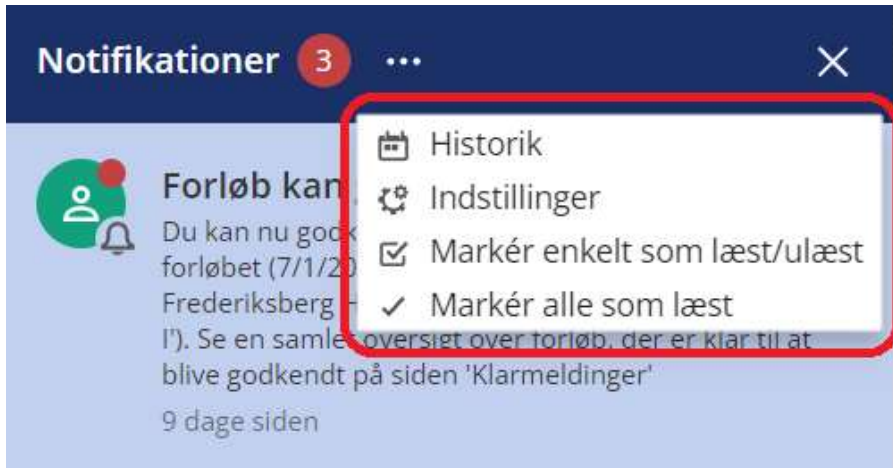 Notifikationer 3 ...
Historik
Indstillinger
Markér enkelt som læst/ulæst
Markér alle som læst
Forløb kan
Du kan nu
forløbet (7/1/20
Frederiksberg
I'). Se en samlet oversigt over forløb, der er klar til at
blive godkendt på siden 'Klarmeldinger'
9 dage siden